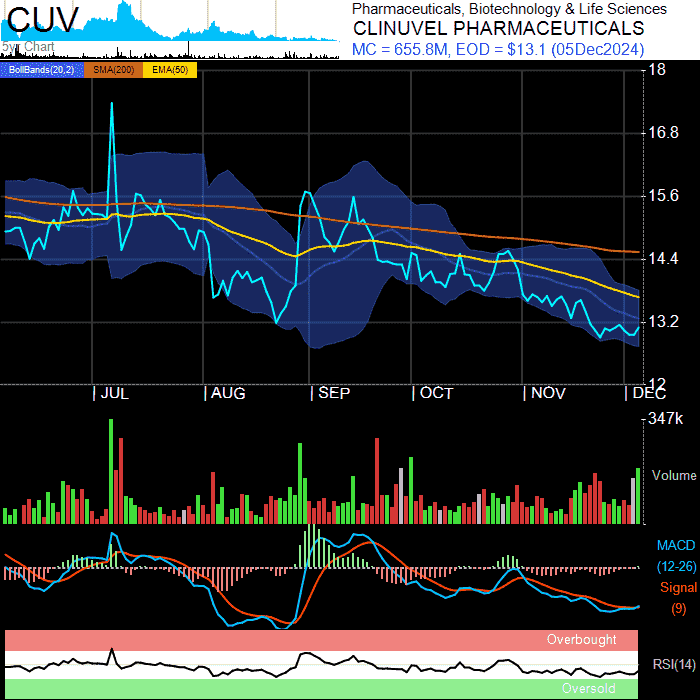 CUV
5yr Chart
Pharmaceuticals, Biotechnology & Life Sciences
CLINUVEL PHARMACEUTICALS
MC = 655.8M, EOD = $13.1 (05Dec2024)
BollBands(20,2) SMA(200) EMA(50)
18
16.8
15.6
14.4
13.2
12
JUL AUG SEP OCT NOV DEC
347k
Volume
MACD
(12-26)
Signal
(9)
Overbought
RSI(14)
Oversold